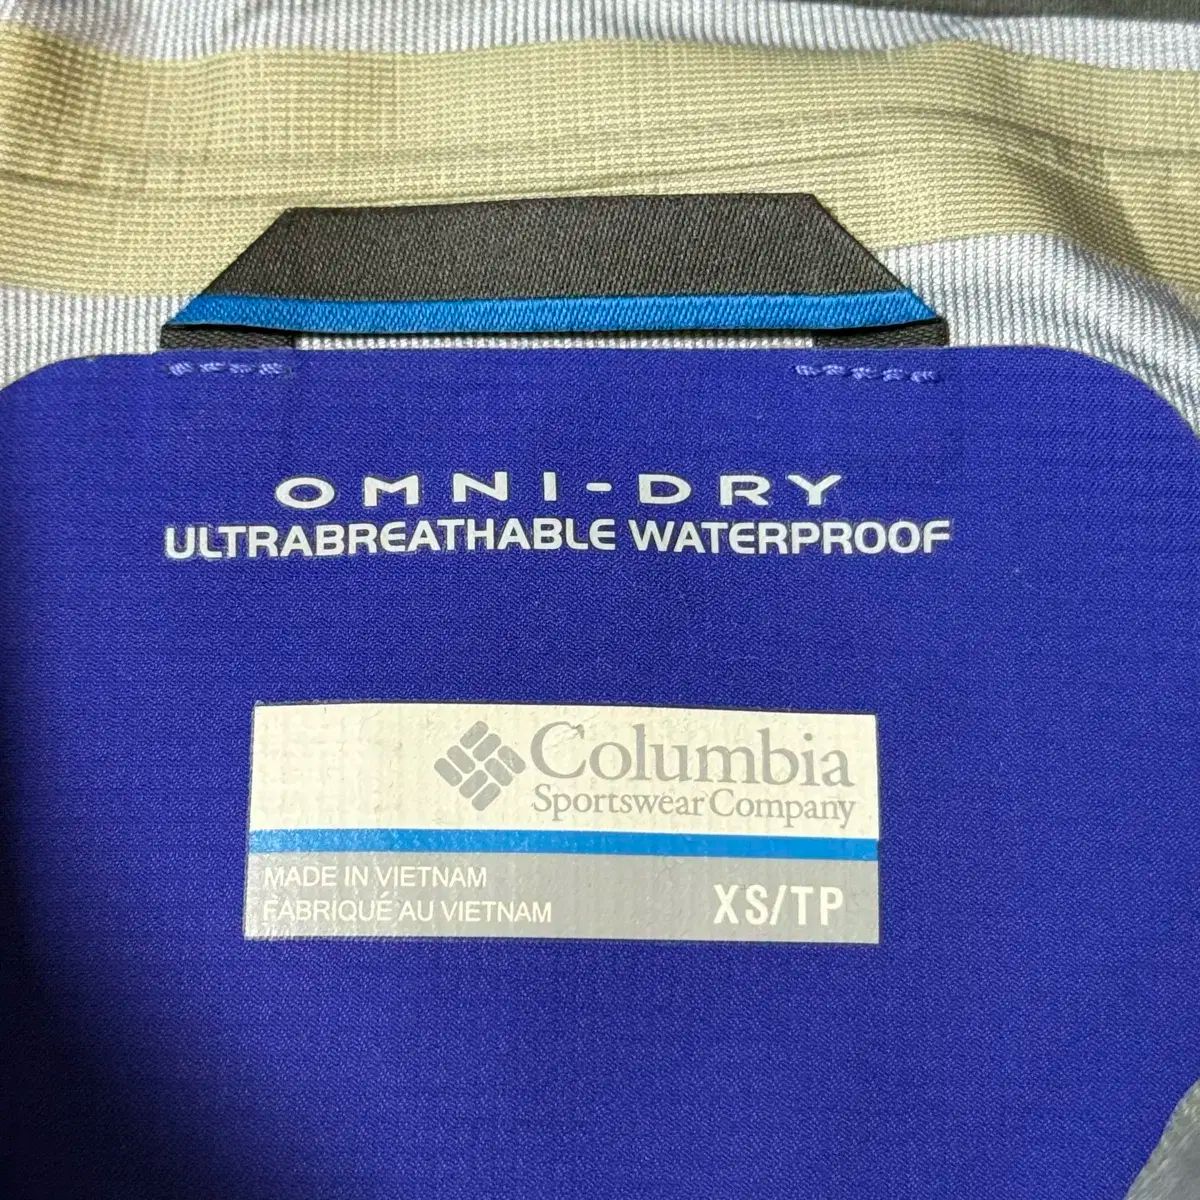 OMNI-DRY
ULTRABREATHABLE WATERPROOF
Columbia
Sportswear Company
MADE IN VIETNAM
FABRIQUÉ AU VIETNAM
XS/TP